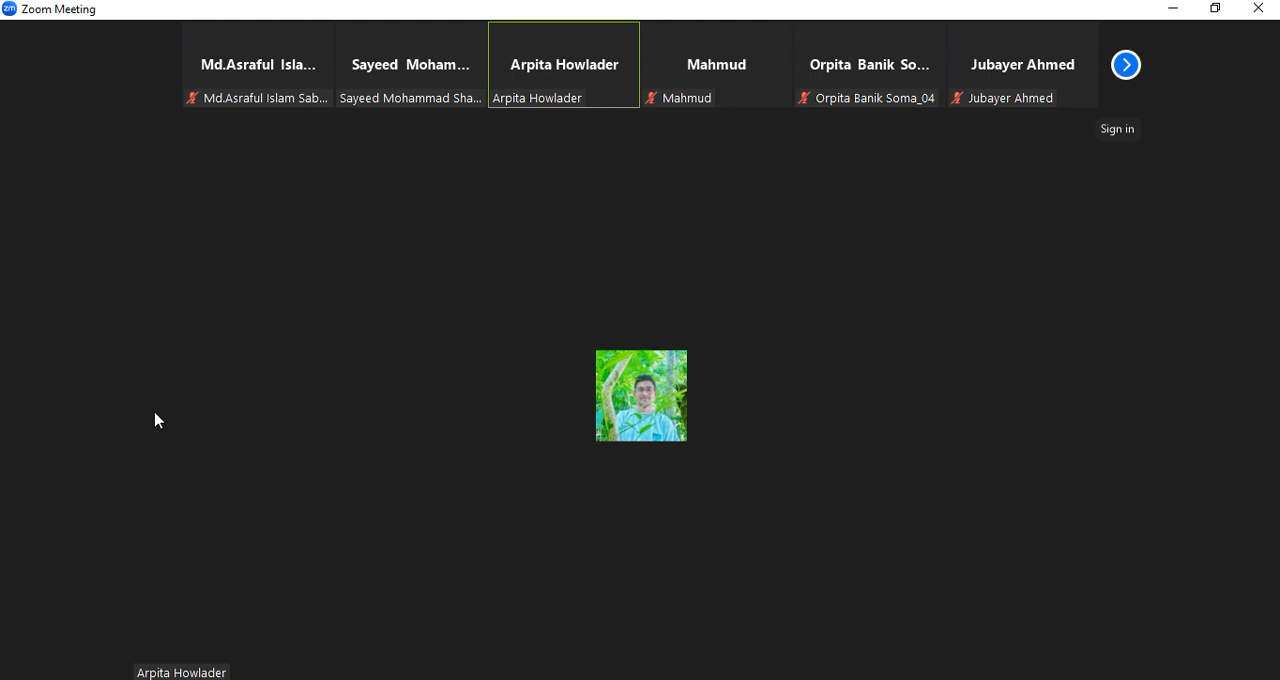 zm Zoom Meeting
Md.Asraful Isla... Sayeed Moham... Arpita Howlader Mahmud Orpita Banik So... Jubayer Ahmed
Md.Asraful Islam Sab... Sayeed Mohammad Sha... Arpita Howlader Mahmud Orpita Banik Soma_04 Jubayer Ahmed
Sign in
Arpita Howlader